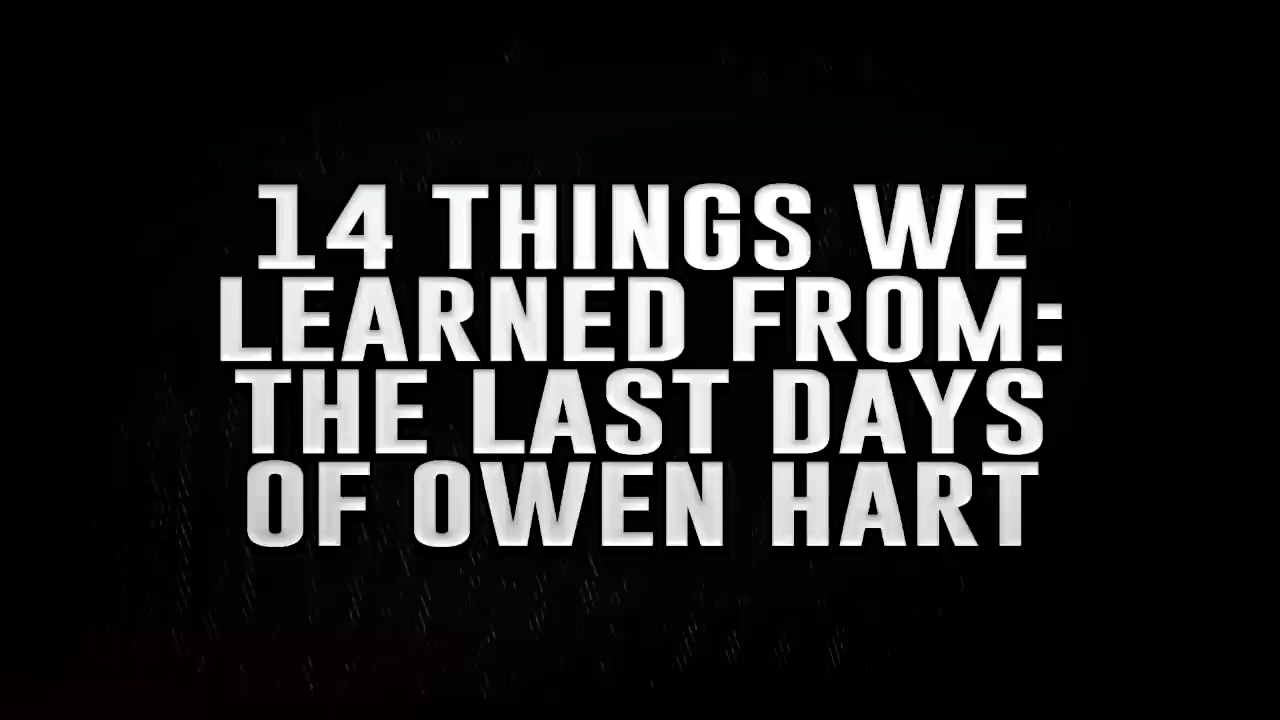 14 THINGS WE
LEARNED FROM:
THE LAST DAYS
OF OWEN HART